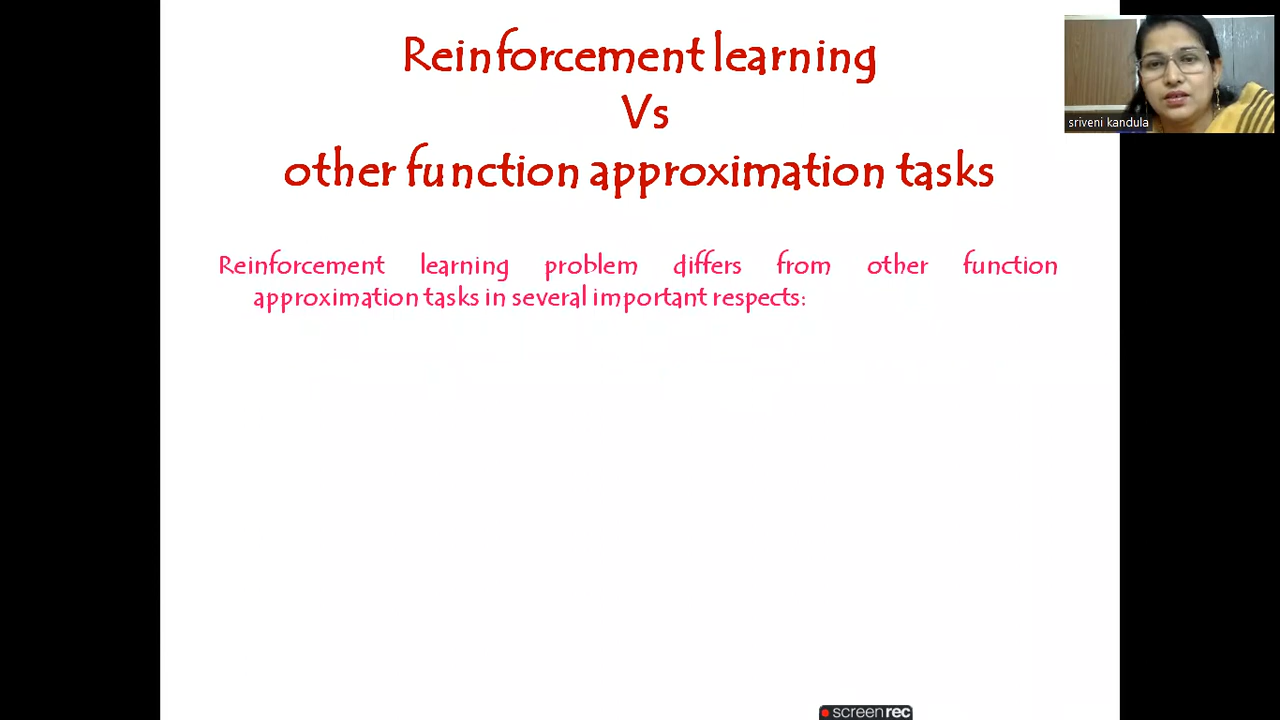 Reinforcement learning
Vs
other function approximation tasks
sriveni kandula
Reinforcement learning problem differs from other function
approximation tasks in several important respects:
screenrec